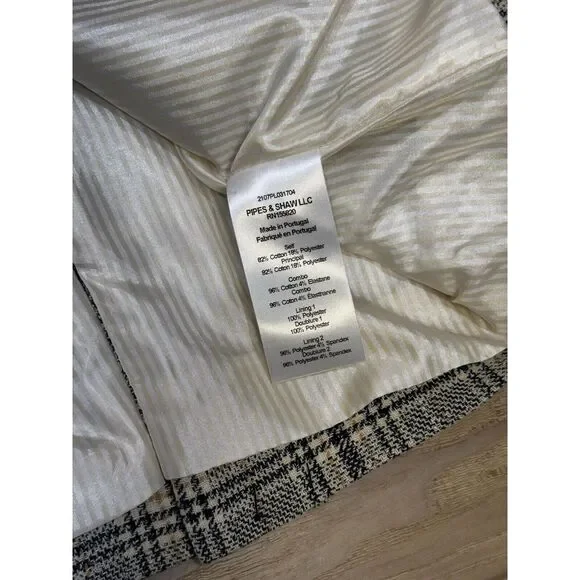 2107PL031704
PIPES & SHAW LLC
RN155820
Made in Portugal
Fabriqué en Portugal
Self
82% Cotton 18% Polyester
Principal
82% Cotton 18% Polyester
Combo
96% Cotton 4% Elastane
Combo
96% Coton 4% Elasthanne
Lining 1
100% Polyester
Doublure 1
100% Polyester
Lining 2
96% Polyester 4% Spandex
Doublure 2
96% Polyester 4% Spandex